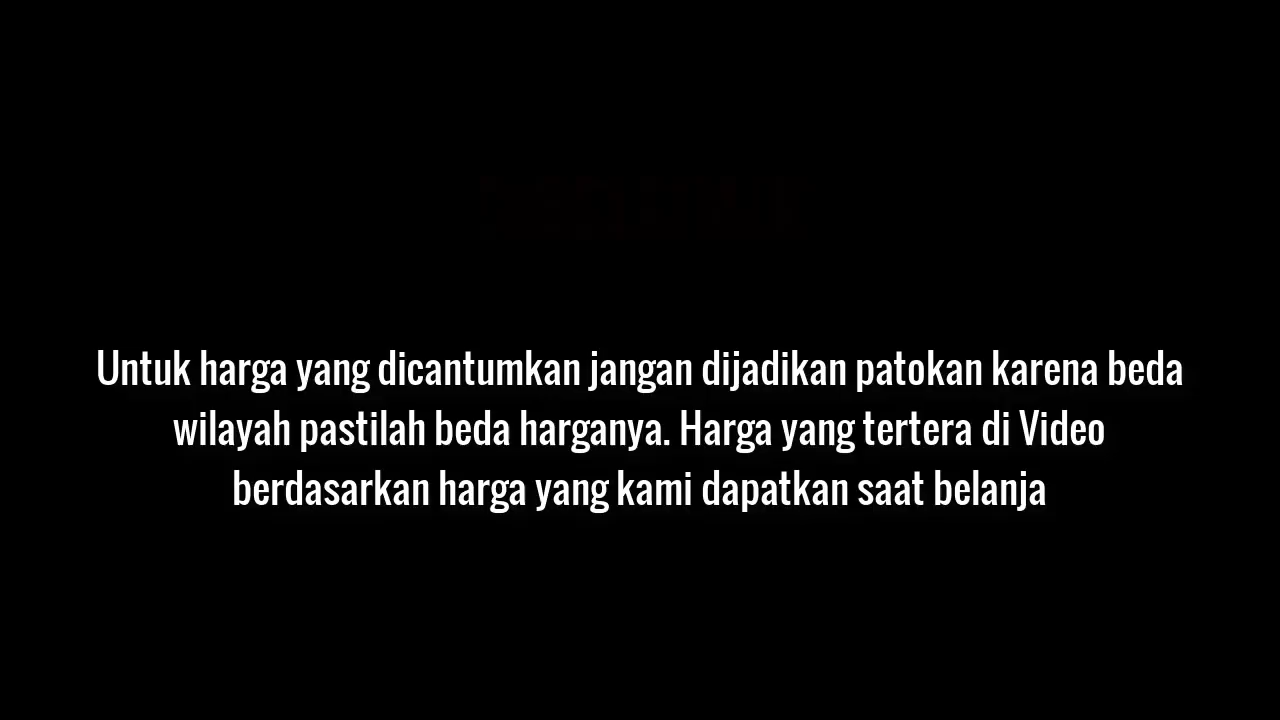 Untuk harga yang dicantumkan jangan dijadikan patokan karena beda
wilayah pastilah beda harganya. Harga yang tertera di Video
berdasarkan harga yang kami dapatkan saat belanja